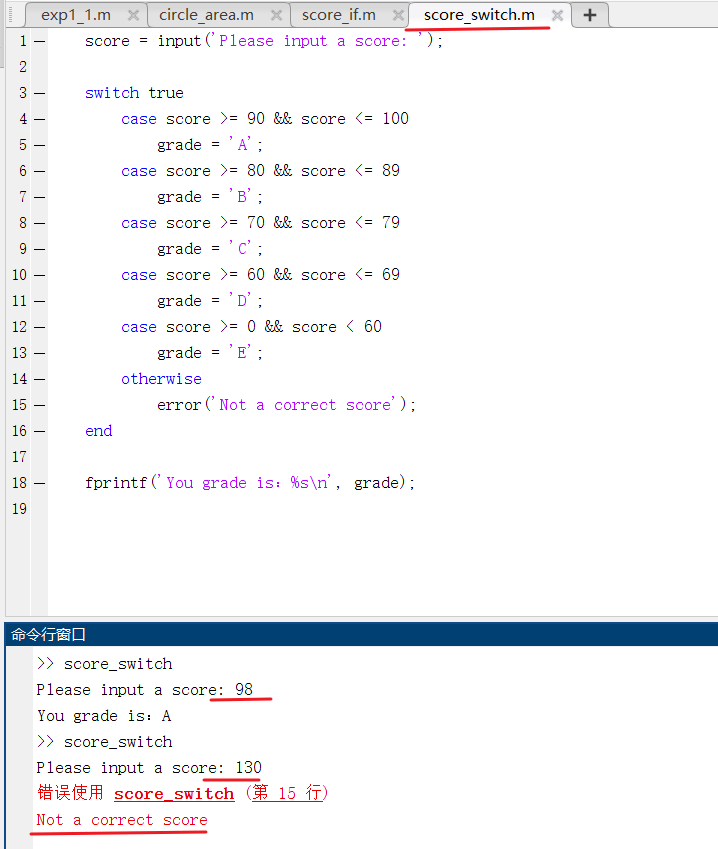 exp1_1.m × circle_area.m × score_if.m × score_switch.m × +
1 — score = input('Please input a score: ');
2
3 — switch true
4 — case score >= 90 && score <= 100
5 — grade = 'A';
6 — case score >= 80 && score <= 89
7 — grade = 'B';
8 — case score >= 70 && score <= 79
9 — grade = 'C';
10 — case score >= 60 && score <= 69
11 — grade = 'D';
12 — case score >= 0 && score < 60
13 — grade = 'E';
14 — otherwise
15 — error('Not a correct score');
16 — end
17
18 — fprintf('You grade is：%s\n', grade);
19
命令行窗口
>> score_switch
Please input a score: 98
You grade is：A
>> score_switch
Please input a score: 130
错误使用 score_switch (第 15 行)
Not a correct score